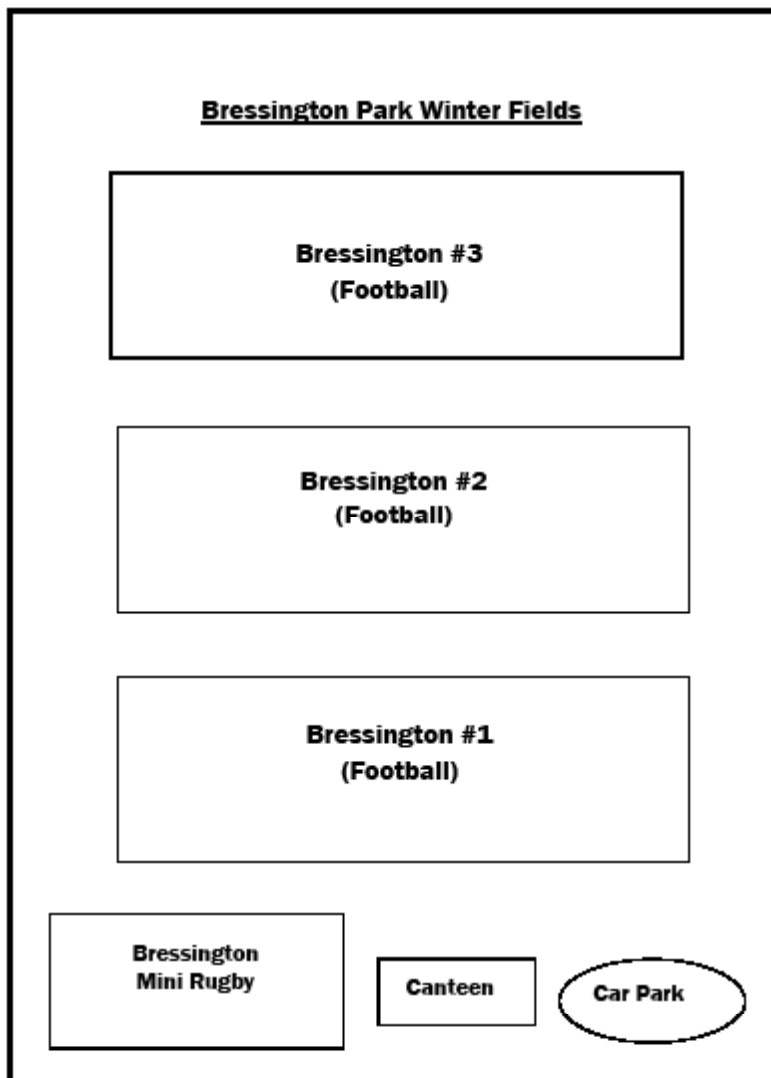 Bressington Park Winter Fields
Bressington #3
(Football)
Bressington #2
(Football)
Bressington #1
(Football)
Bressington
Mini Rugby
Canteen
Car Park